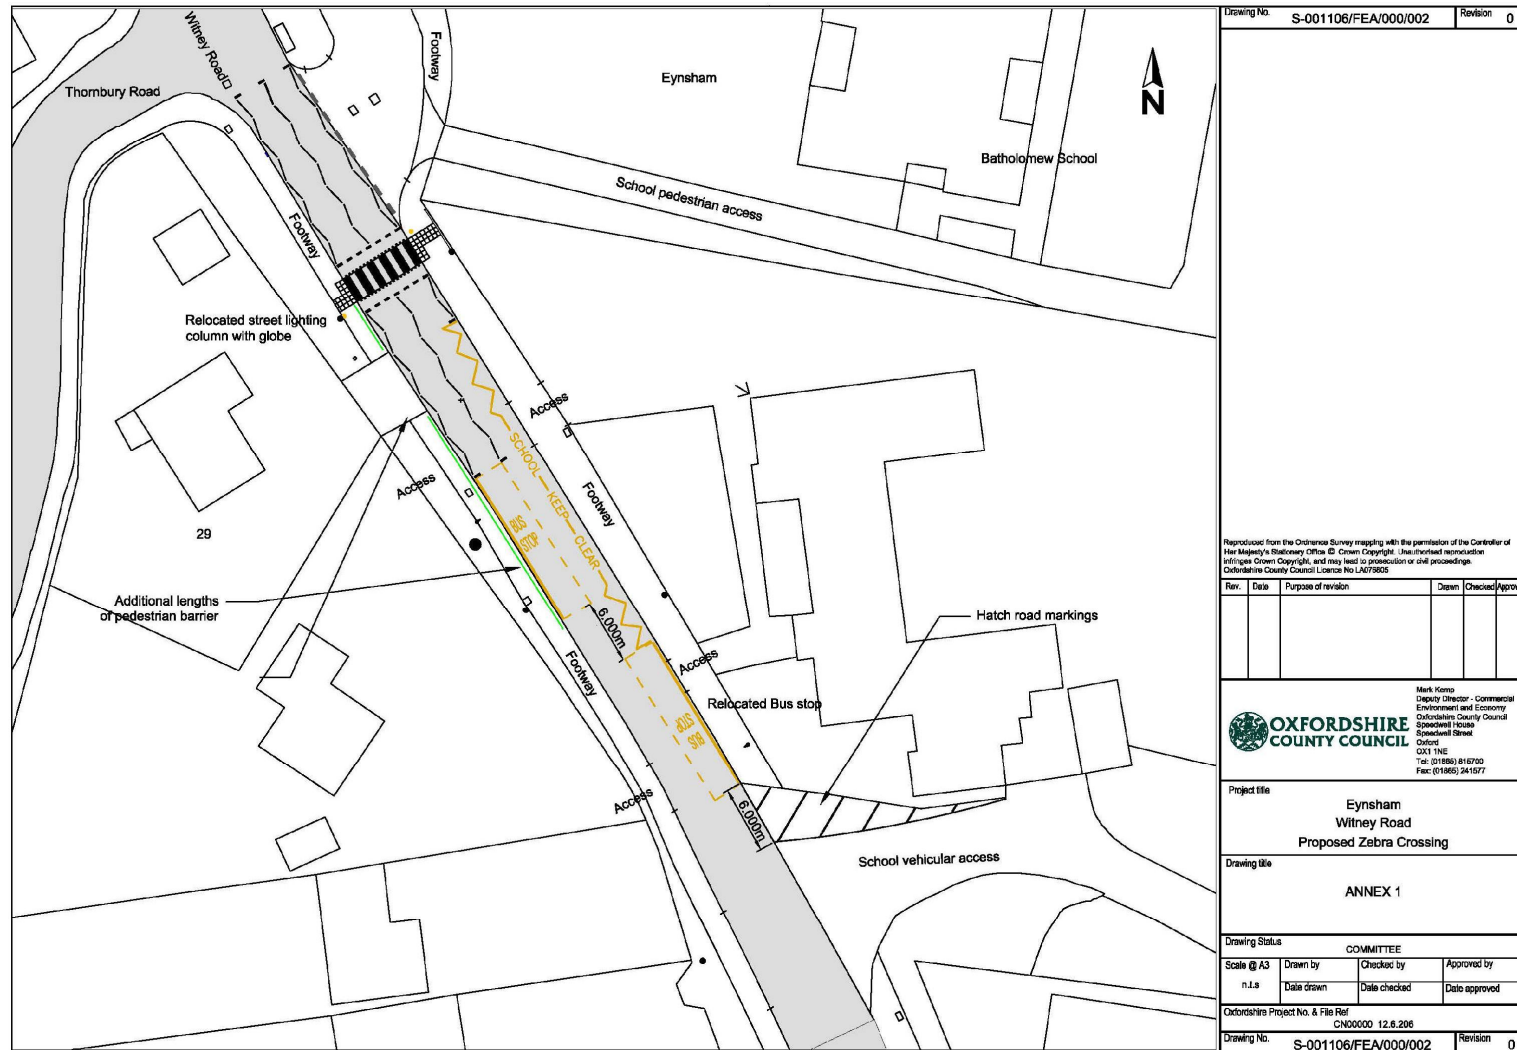 Drawing No.
S-001106/FEA/000/002
Revision
0
Witney Road
Thornbury Road
Footway
Eynsham
N
Batholomew School
School pedestrian access
Footway
Relocated street lighting
column with globe
Access
SCHOOL KEEP CLEAR
Access
Footway
BUS
STOP
29
Additional lengths
of pedestrian barrier
6.000m
Hatch road markings
Footway
Access
Relocated Bus stop
BUS
STOP
Access
6.000m
School vehicular access
Reproduced from the Ordnance Survey mapping with the permission of the Controller of
Her Majesty's Stationery Office © Crown Copyright. Unauthorised reproduction
infringes Crown Copyright, and may lead to prosecution or civil proceedings.
Oxfordshire County Council Licence No LA076805
Rev.
Date
Purpose of revision
Drawn
Checked
Approv
OXFORDSHIRE
COUNTY COUNCIL
Mark Kemp
Deputy Director - Commercial
Environment and Economy
Oxfordshire County Council
Speedwell House
Speedwell Street
Oxford
OX1 1NE
Tel: (01865) 815700
Fax: (01865) 241577
Project title
Eynsham
Witney Road
Proposed Zebra Crossing
Drawing title
ANNEX 1
Drawing Status
COMMITTEE
Scale @ A3
n.t.s
Drawn by
Checked by
Approved by
Date drawn
Date checked
Date approved
Oxfordshire Project No. & File Ref
CN00000 12.6.206
Drawing No.
S-001106/FEA/000/002
Revision
0